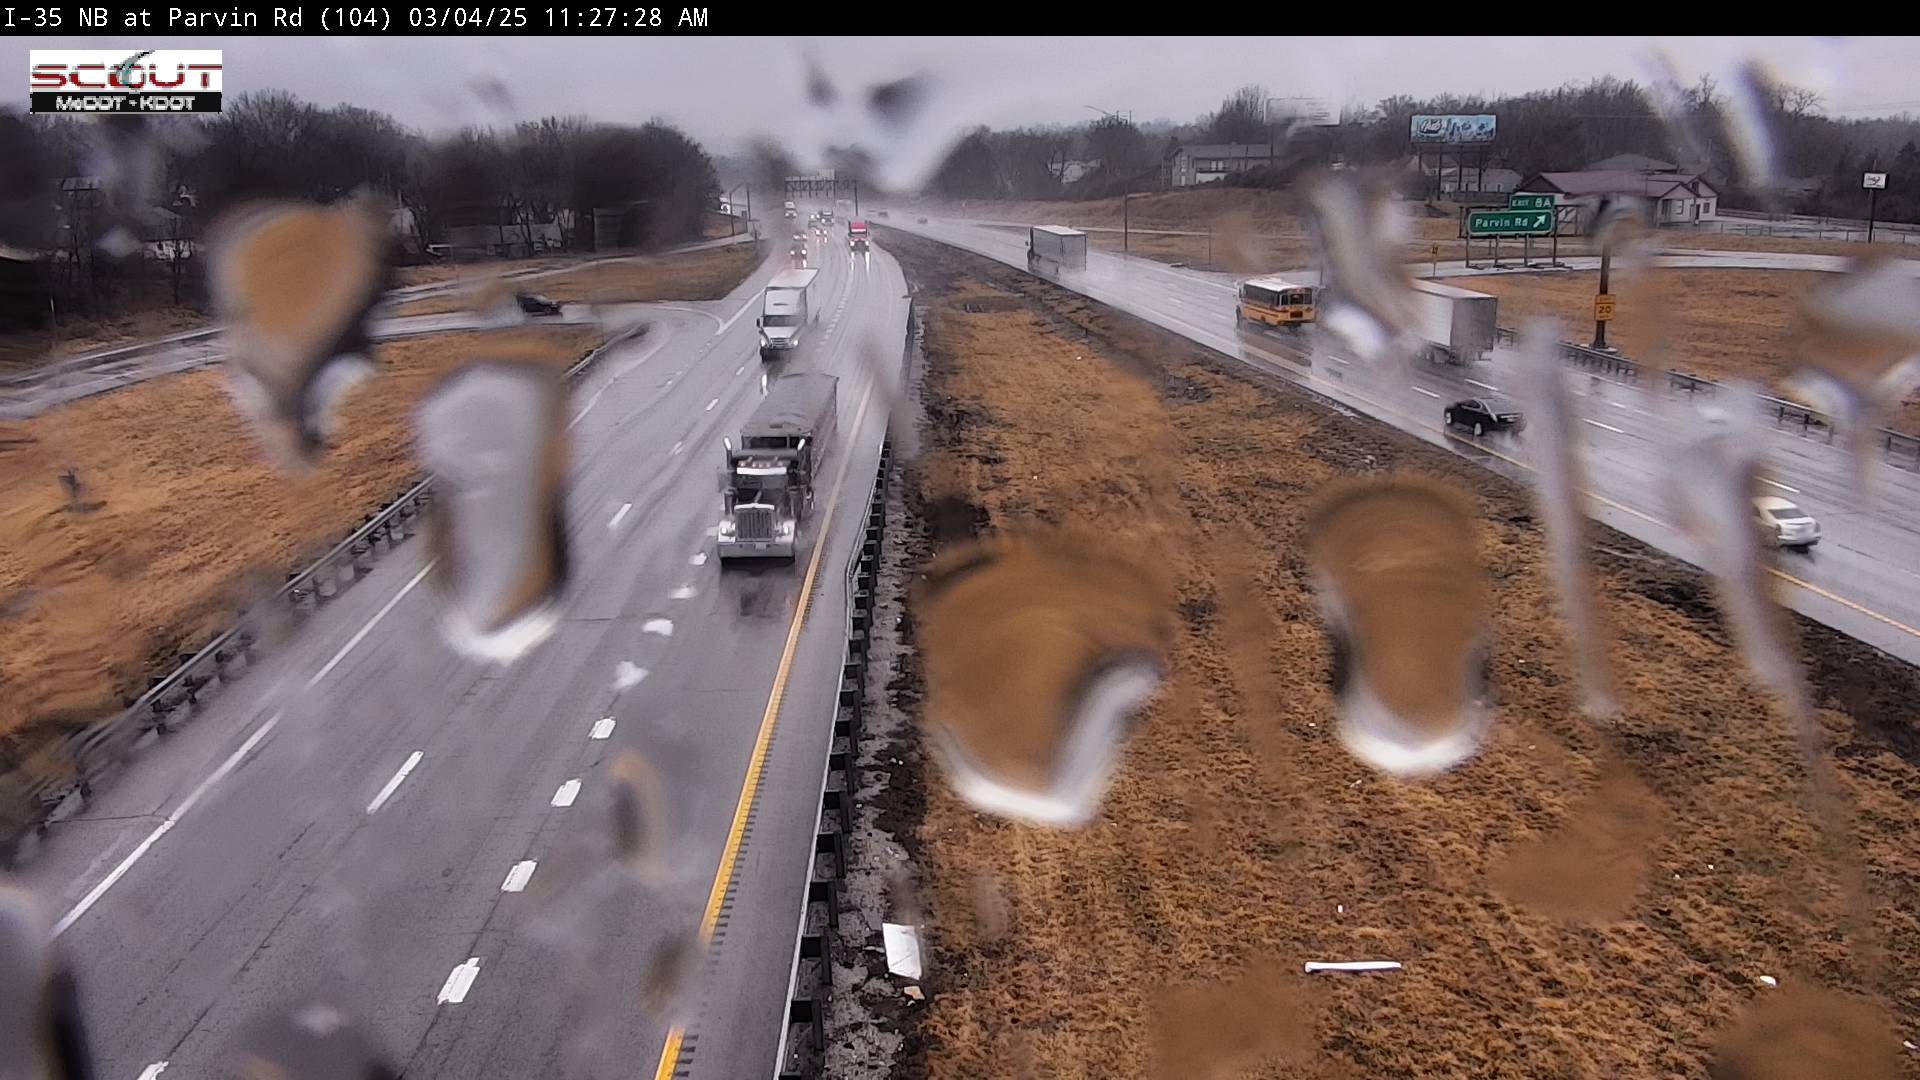 I-35 NB at Parvin Rd (104) 03/04/25 11:27:28 AM
SCOUT
MoDOT - KDOT
EXIT 8A
Parvin Rd
20